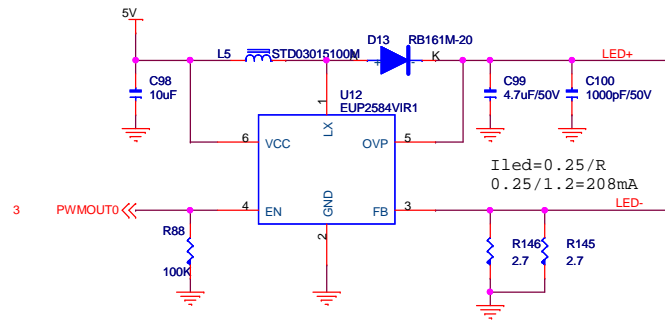 5V
L5 STD03015100M
D13 RB161M-20
K
LED+
C98
10uF
U12
EUP2584VIR1
C99
4.7uF/50V
C100
1000pF/50V
1
LX
6 VCC
OVP 5
Iled=0.25/R
0.25/1.2=208mA
3 PWMOUT0
4 EN
GND
FB 3
LED-
2
R88
100K
R146
2.7
R145
2.7